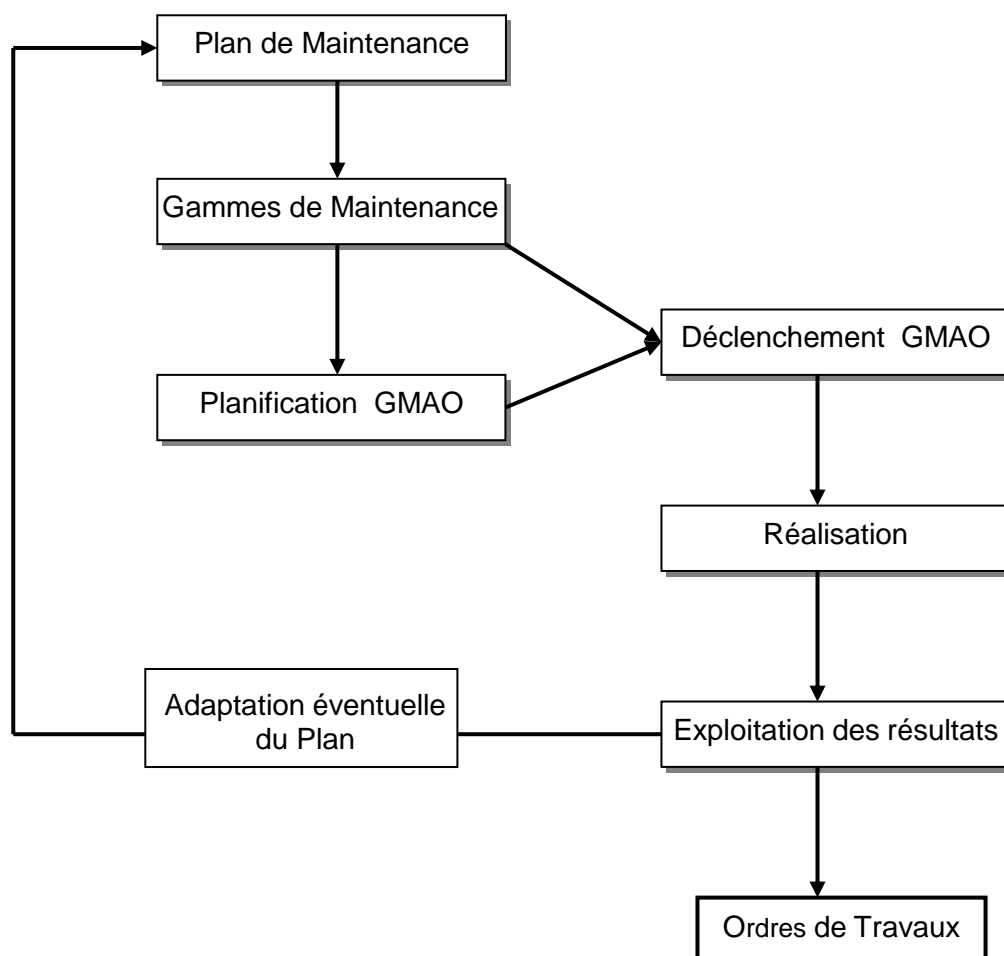 Plan de Maintenance
Gammes de Maintenance
Déclenchement GMAO
Planification GMAO
Réalisation
Adaptation éventuelle
du Plan
Exploitation des résultats
Ordres de Travaux